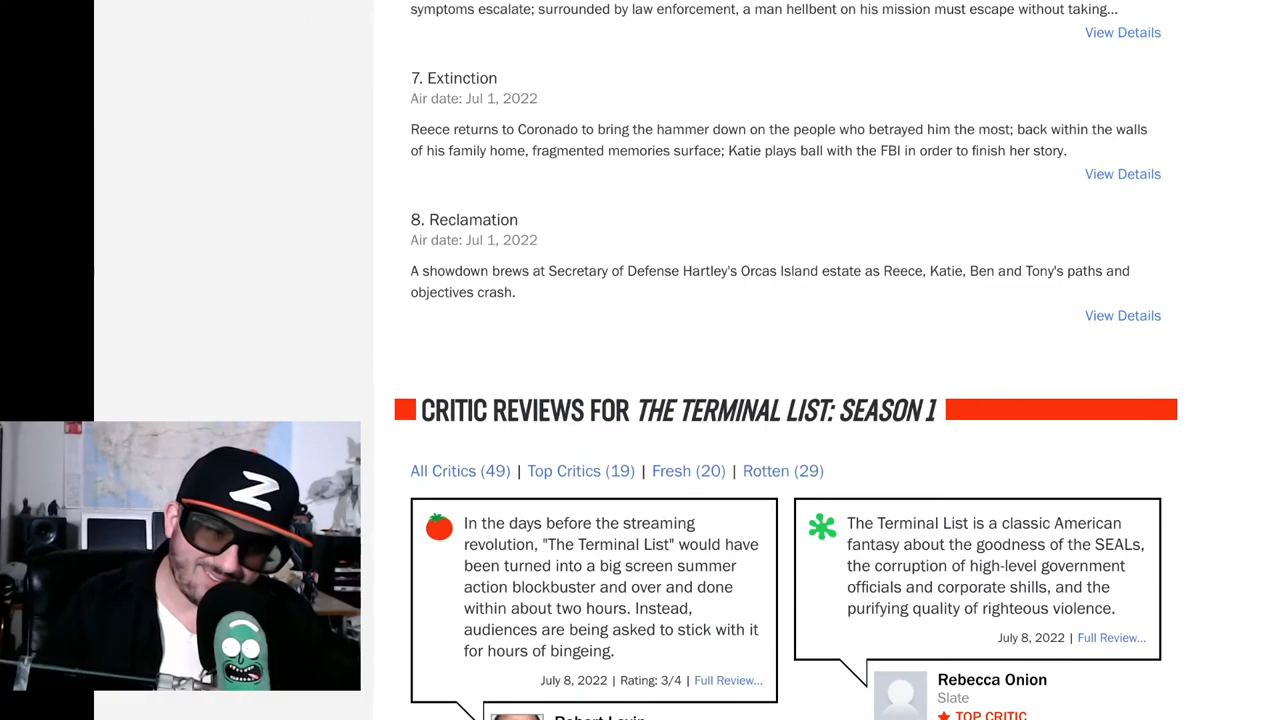 symptoms escalate; surrounded by law enforcement, a man hellbent on his mission must escape without taking...
View Details
7. Extinction
Air date: Jul 1, 2022
Reece returns to Coronado to bring the hammer down on the people who betrayed him the most; back within the walls
of his family home, fragmented memories surface; Katie plays ball with the FBI in order to finish her story.
View Details
8. Reclamation
Air date: Jul 1, 2022
A showdown brews at Secretary of Defense Hartley's Orcas Island estate as Reece, Katie, Ben and Tony's paths and
objectives crash.
View Details
CRITIC REVIEWS FOR THE TERMINAL LIST: SEASON 1
All Critics (49) | Top Critics (19) | Fresh (20) | Rotten (29)
In the days before the streaming
revolution, "The Terminal List" would have
been turned into a big screen summer
action blockbuster and over and done
within about two hours. Instead,
audiences are being asked to stick with it
for hours of bingeing.
July 8, 2022 | Rating: 3/4 | Full Review...
The Terminal List is a classic American
fantasy about the goodness of the SEALs,
the corruption of high-level government
officials and corporate shills, and the
purifying quality of righteous violence.
July 8, 2022 | Full Review...
Rebecca Onion
Slate
TOP CRITIC
Z